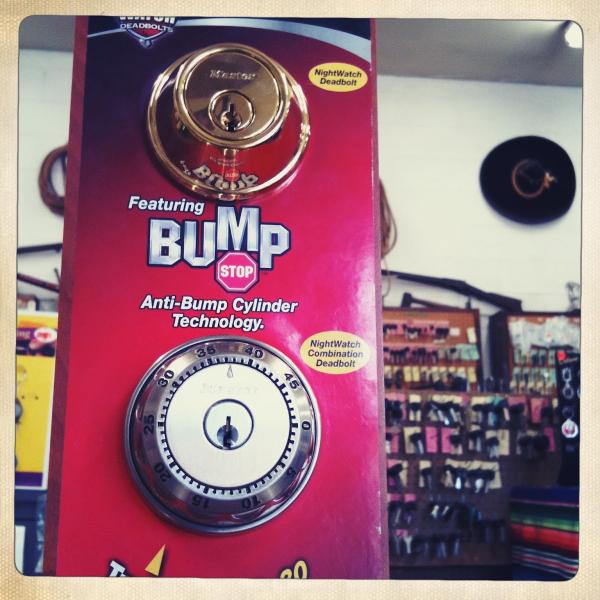 WATCH
DEADBOLTS
Master
NightWatch
Deadbolt
Featuring
BUMP
STOP
Anti-Bump Cylinder
Technology.
NightWatch
Combination
Deadbolt
35 40 45 0 10 15 20 25 30